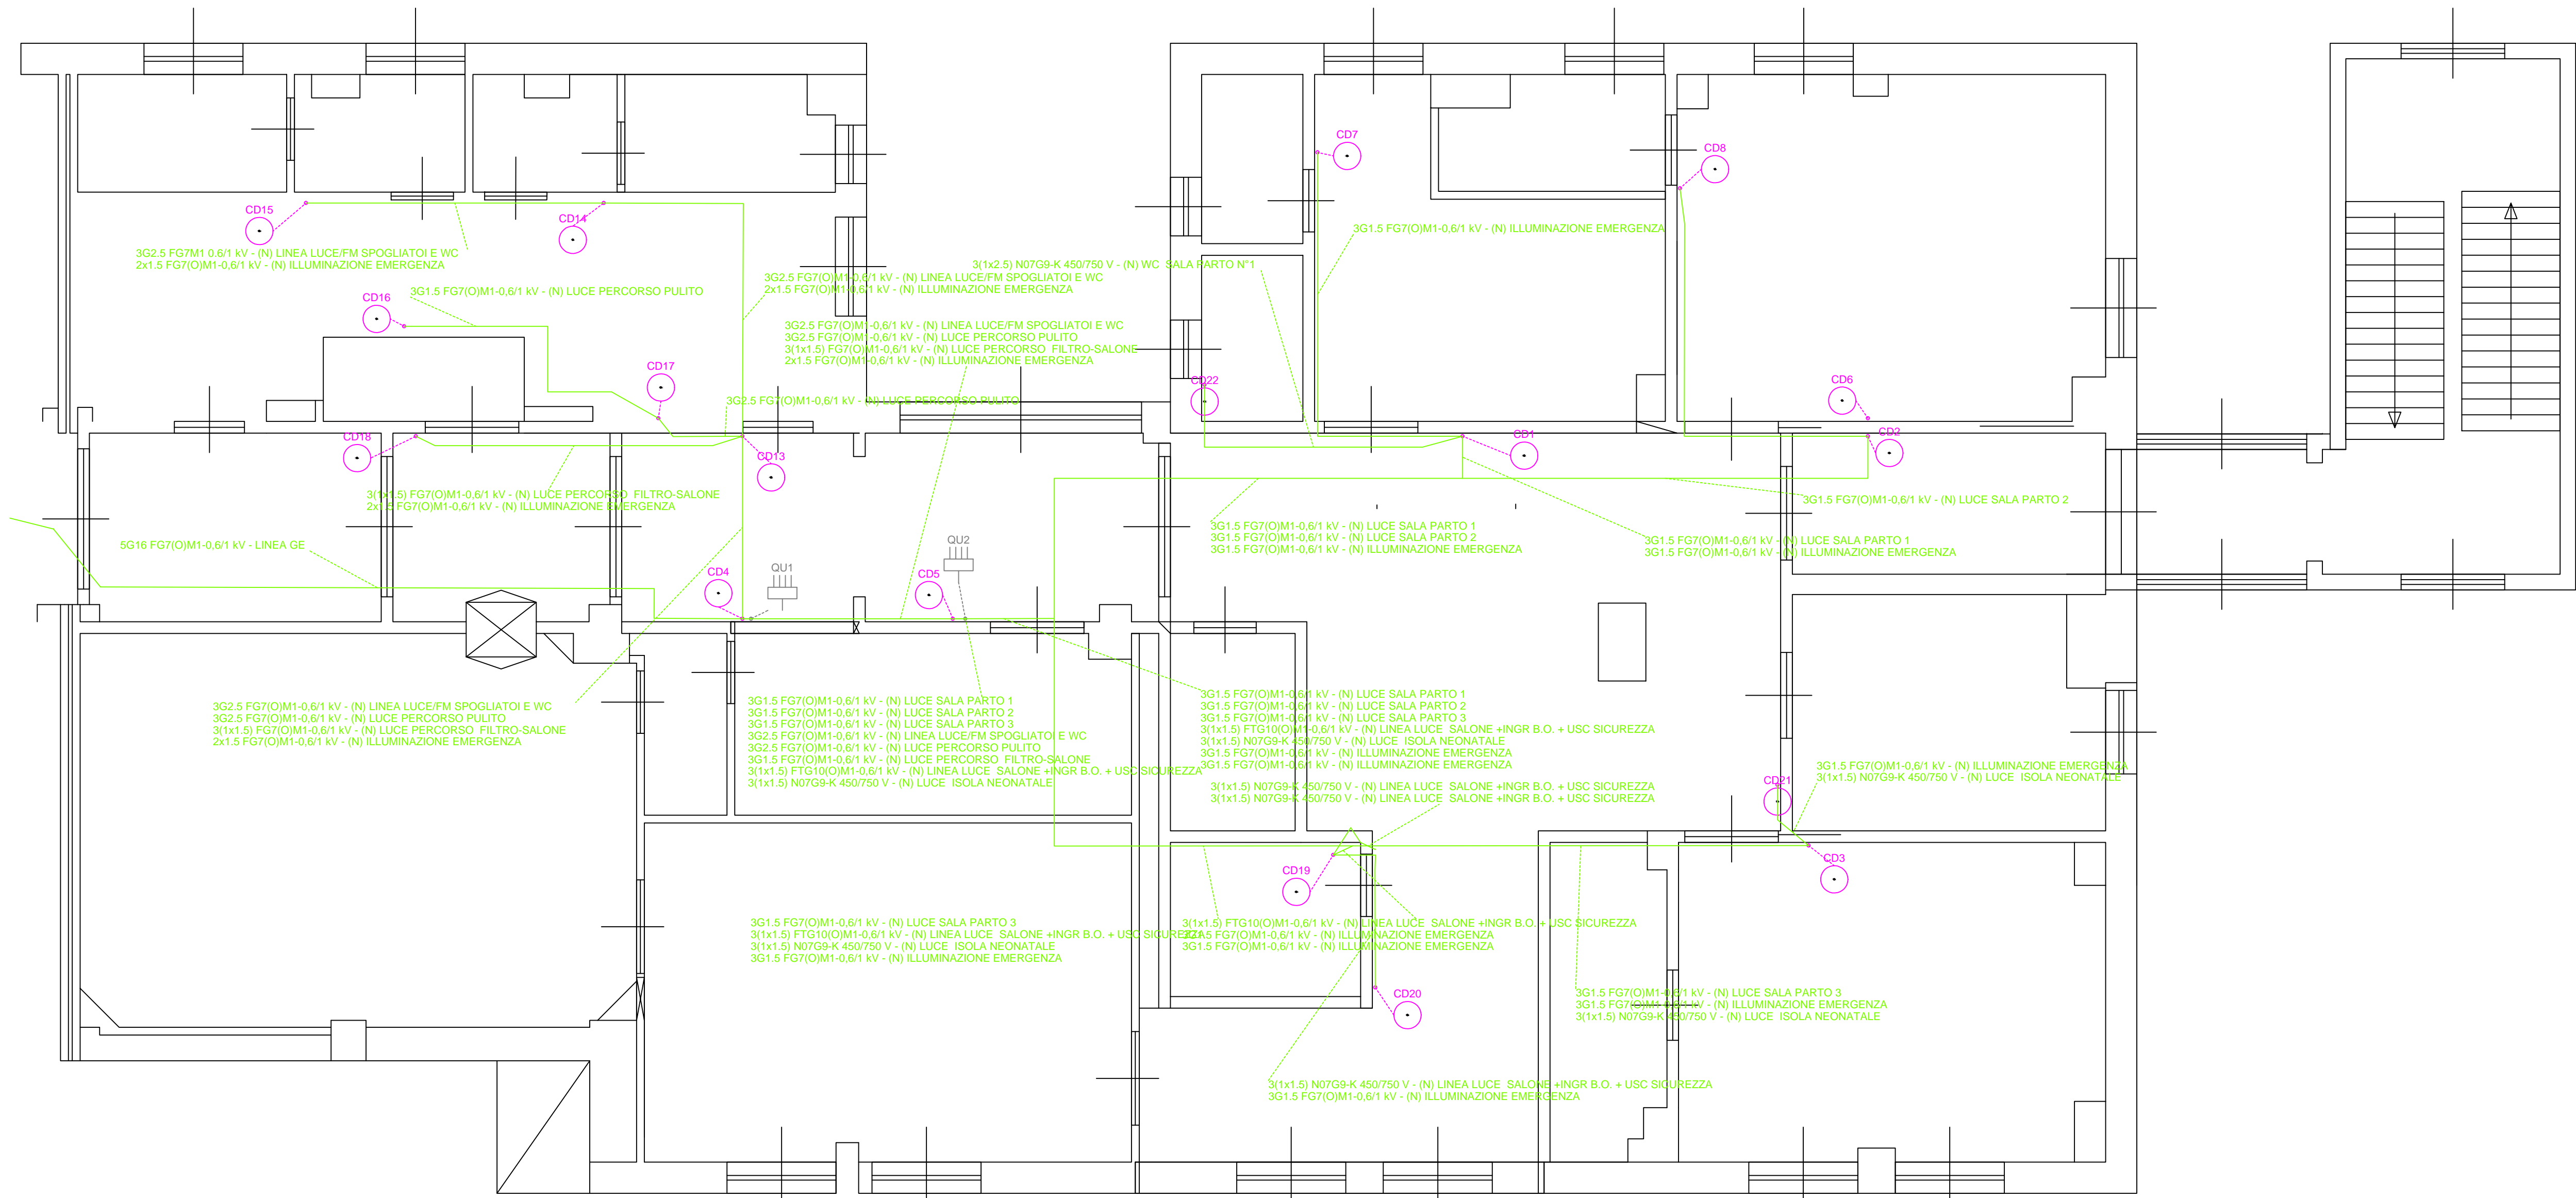 CD7
CD8
CD15
CD14
3G2.5 FG7M1 0.6/1 kV - (N) LINEA LUCE/FM SPOGLIATOI E WC
2x1.5 FG7(O)M1-0,6/1 kV - (N) ILLUMINAZIONE EMERGENZA
3G1.5 FG7(O)M1-0,6/1 kV - (N) ILLUMINAZIONE EMERGENZA
3(1x2.5) N07G9-K 450/750 V - (N) WC SALA PARTO N°1
3G2.5 FG7(O)M1-0,6/1 kV - (N) LINEA LUCE/FM SPOGLIATOI E WC
2x1.5 FG7(O)M1-0,6/1 kV - (N) ILLUMINAZIONE EMERGENZA
CD16
3G1.5 FG7(O)M1-0,6/1 kV - (N) LUCE PERCORSO PULITO
3G2.5 FG7(O)M1-0,6/1 kV - (N) LINEA LUCE/FM SPOGLIATOI E WC
3G2.5 FG7(O)M1-0,6/1 kV - (N) LUCE PERCORSO PULITO
3(1x1.5) FG7(O)M1-0,6/1 kV - (N) LUCE PERCORSO FILTRO-SALONE
2x1.5 FG7(O)M1-0,6/1 kV - (N) ILLUMINAZIONE EMERGENZA
CD17
CD22
CD6
3G2.5 FG7(O)M1-0,6/1 kV - (N) LUCE PERCORSO PULITO
CD18
CD13
CD1
CD2
3(1x1.5) FG7(O)M1-0,6/1 kV - (N) LUCE PERCORSO FILTRO-SALONE
2x1.5 FG7(O)M1-0,6/1 kV - (N) ILLUMINAZIONE EMERGENZA
3G1.5 FG7(O)M1-0,6/1 kV - (N) LUCE SALA PARTO 2
3G1.5 FG7(O)M1-0,6/1 kV - (N) LUCE SALA PARTO 1
3G1.5 FG7(O)M1-0,6/1 kV - (N) LUCE SALA PARTO 2
3G1.5 FG7(O)M1-0,6/1 kV - (N) ILLUMINAZIONE EMERGENZA
3G1.5 FG7(O)M1-0,6/1 kV - (N) LUCE SALA PARTO 1
3G1.5 FG7(O)M1-0,6/1 kV - (N) ILLUMINAZIONE EMERGENZA
5G16 FG7(O)M1-0,6/1 kV - LINEA GE
QU2
QU1
CD4
CD5
3G2.5 FG7(O)M1-0,6/1 kV - (N) LINEA LUCE/FM SPOGLIATOI E WC
3G2.5 FG7(O)M1-0,6/1 kV - (N) LUCE PERCORSO PULITO
3(1x1.5) FG7(O)M1-0,6/1 kV - (N) LUCE PERCORSO FILTRO-SALONE
2x1.5 FG7(O)M1-0,6/1 kV - (N) ILLUMINAZIONE EMERGENZA
3G1.5 FG7(O)M1-0,6/1 kV - (N) LUCE SALA PARTO 1
3G1.5 FG7(O)M1-0,6/1 kV - (N) LUCE SALA PARTO 2
3G1.5 FG7(O)M1-0,6/1 kV - (N) LUCE SALA PARTO 3
3G2.5 FG7(O)M1-0,6/1 kV - (N) LINEA LUCE/FM SPOGLIATOI E WC
3G2.5 FG7(O)M1-0,6/1 kV - (N) LUCE PERCORSO PULITO
3G1.5 FG7(O)M1-0,6/1 kV - (N) LUCE PERCORSO FILTRO-SALONE
3(1x1.5) FTG10(O)M1-0,6/1 kV - (N) LINEA LUCE SALONE +INGR B.O. + USC SICUREZZA
3(1x1.5) N07G9-K 450/750 V - (N) LUCE ISOLA NEONATALE
3G1.5 FG7(O)M1-0,6/1 kV - (N) LUCE SALA PARTO 1
3G1.5 FG7(O)M1-0,6/1 kV - (N) LUCE SALA PARTO 2
3G1.5 FG7(O)M1-0,6/1 kV - (N) LUCE SALA PARTO 3
3(1x1.5) FTG10(O)M1-0,6/1 kV - (N) LINEA LUCE SALONE +INGR B.O. + USC SICUREZZA
3(1x1.5) N07G9-K 450/750 V - (N) LUCE ISOLA NEONATALE
3G1.5 FG7(O)M1-0,6/1 kV - (N) ILLUMINAZIONE EMERGENZA
3G1.5 FG7(O)M1-0,6/1 kV - (N) ILLUMINAZIONE EMERGENZA
3(1x1.5) N07G9-K 450/750 V - (N) LINEA LUCE SALONE +INGR B.O. + USC SICUREZZA
3(1x1.5) N07G9-K 450/750 V - (N) LINEA LUCE SALONE +INGR B.O. + USC SICUREZZA
3G1.5 FG7(O)M1-0,6/1 kV - (N) ILLUMINAZIONE EMERGENZA
3(1x1.5) N07G9-K 450/750 V - (N) LUCE ISOLA NEONATALE
CD21
CD19
CD3
3G1.5 FG7(O)M1-0,6/1 kV - (N) LUCE SALA PARTO 3
3(1x1.5) FTG10(O)M1-0,6/1 kV - (N) LINEA LUCE SALONE +INGR B.O. + USC SICUREZZA
3(1x1.5) N07G9-K 450/750 V - (N) LUCE ISOLA NEONATALE
3G1.5 FG7(O)M1-0,6/1 kV - (N) ILLUMINAZIONE EMERGENZA
3(1x1.5) FTG10(O)M1-0,6/1 kV - (N) LINEA LUCE SALONE +INGR B.O. + USC SICUREZZA
3G1.5 FG7(O)M1-0,6/1 kV - (N) ILLUMINAZIONE EMERGENZA
3G1.5 FG7(O)M1-0,6/1 kV - (N) ILLUMINAZIONE EMERGENZA
CD20
3G1.5 FG7(O)M1-0,6/1 kV - (N) LUCE SALA PARTO 3
3G1.5 FG7(O)M1-0,6/1 kV - (N) ILLUMINAZIONE EMERGENZA
3(1x1.5) N07G9-K 450/750 V - (N) LUCE ISOLA NEONATALE
3(1x1.5) N07G9-K 450/750 V - (N) LINEA LUCE SALONE +INGR B.O. + USC SICUREZZA
3G1.5 FG7(O)M1-0,6/1 kV - (N) ILLUMINAZIONE EMERGENZA